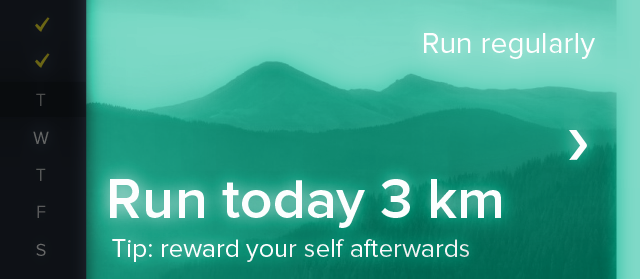 Run regularly
T
W
T
F
S
Run today 3 km
Tip: reward your self afterwards